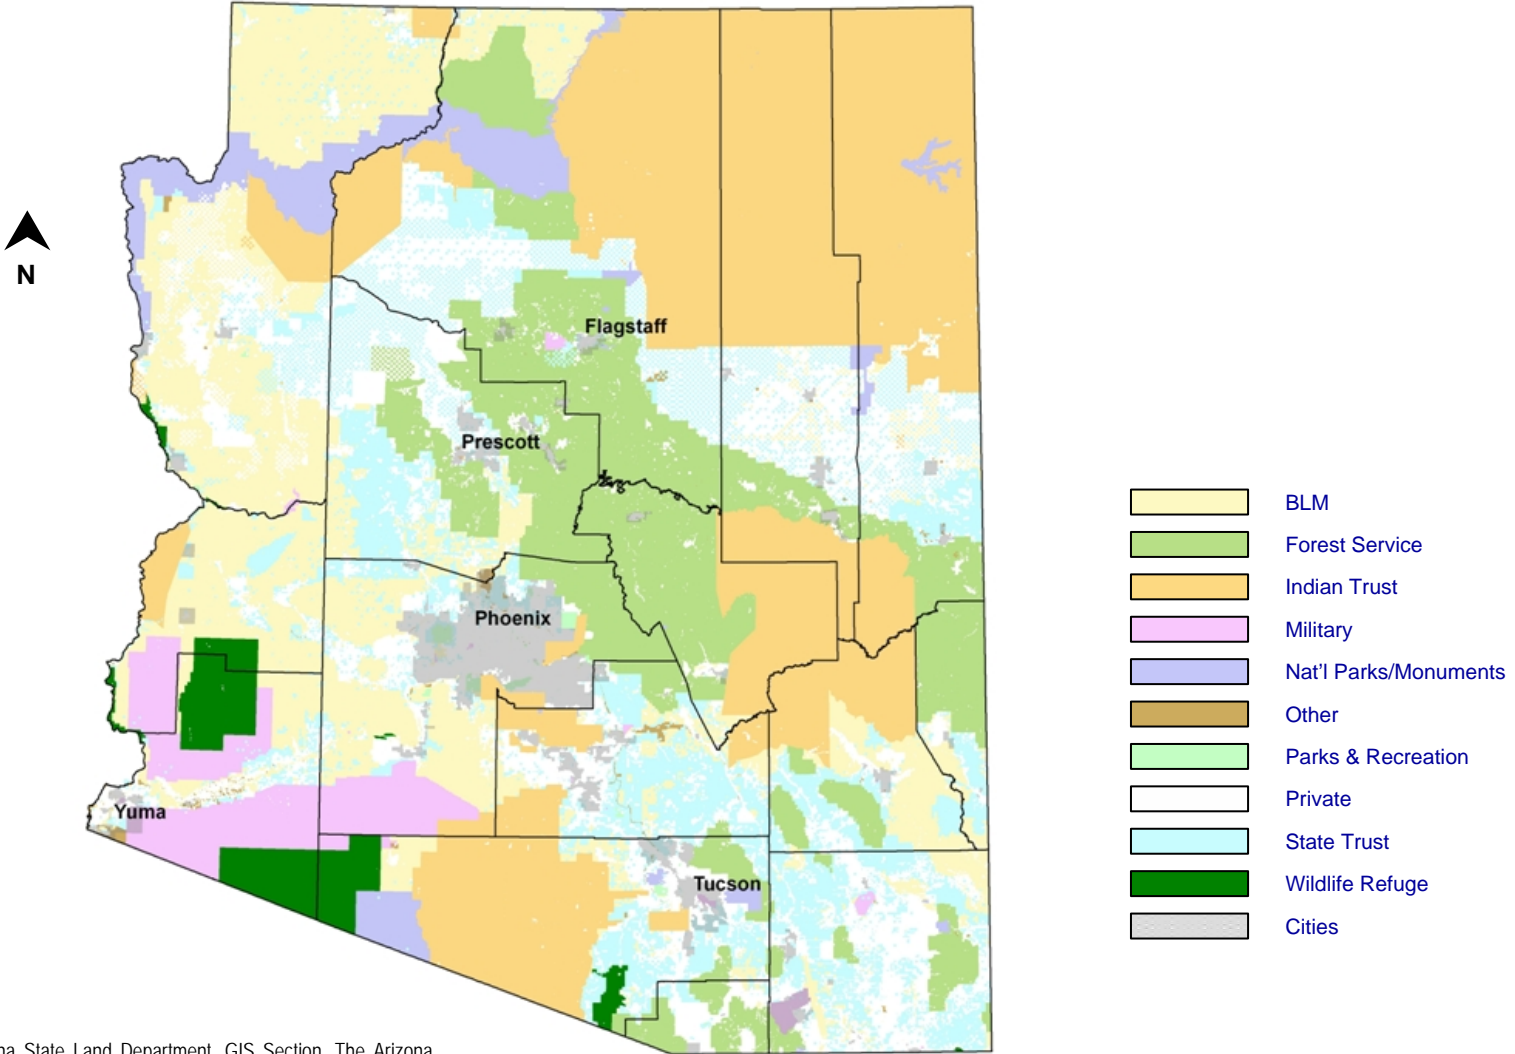 N
Flagstaff
Prescott
Phoenix
Yuma
Tucson
BLM
Forest Service
Indian Trust
Military
Nat'l Parks/Monuments
Other
Parks & Recreation
Private
State Trust
Wildlife Refuge
Cities
na State Land Department, GIS Section, The Arizona